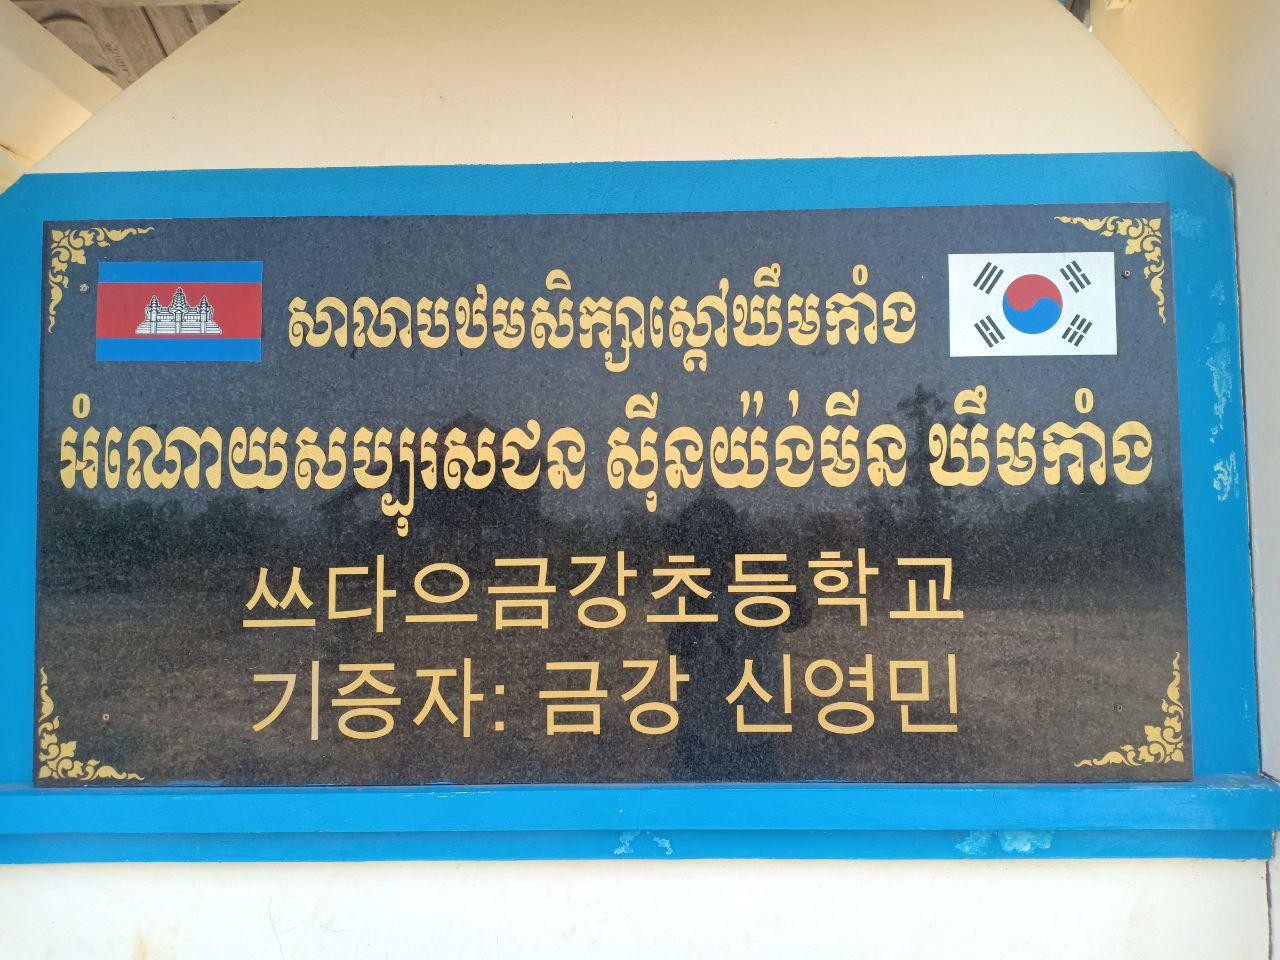 សាលាបឋមសិក្សាស្តៅឃឹមកាំង
អំណោយសប្បុរសជន ស៊ីនយ៉ង់មីន ឃឹមកាំង
쓰다으금강초등학교
기증자: 금강 신영민